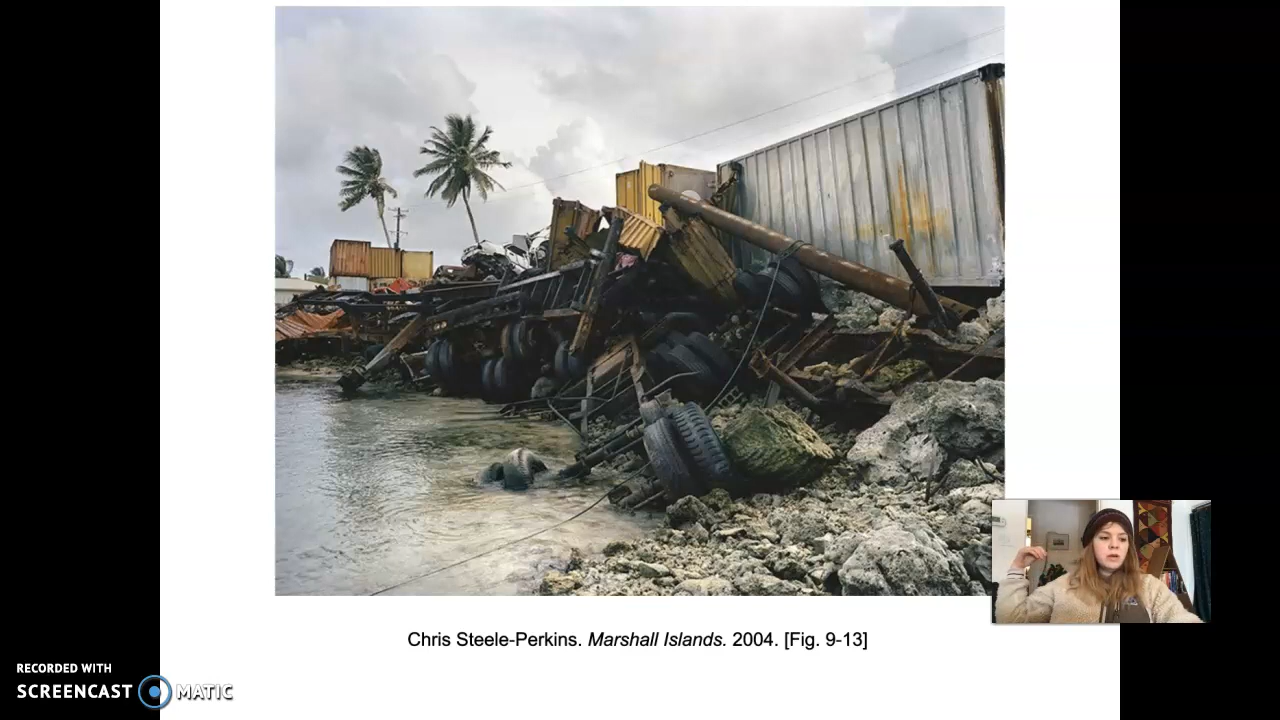 Chris Steele-Perkins. Marshall Islands. 2004. [Fig. 9-13]
RECORDED WITH
SCREENCAST MATIC